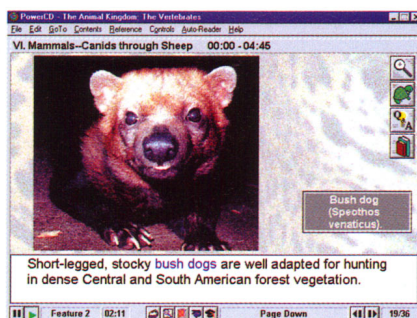 PowerCD - The Animal Kingdom: The Vertebrates
File Edit GoTo Contents Reference Controls Auto-Reader Help
VI. Mammals--Canids through Sheep 00:00 - 04:45
Q
A
Bush dog
(Speothos
venaticus).
Short-legged, stocky bush dogs are well adapted for hunting
in dense Central and South American forest vegetation.
Feature 2 02:11 Page Down 19/36